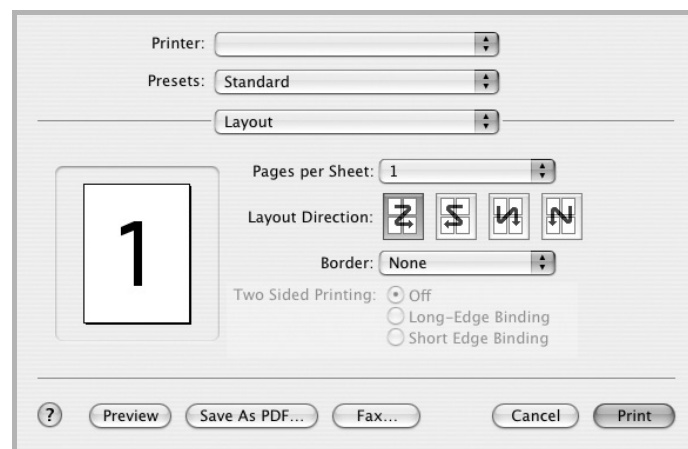 Printer:
Presets: Standard
Layout
Pages per Sheet: 1
Layout Direction:
Border: None
Two Sided Printing: Off
Long-Edge Binding
Short Edge Binding
1
? Preview Save As PDF... Fax... Cancel Print